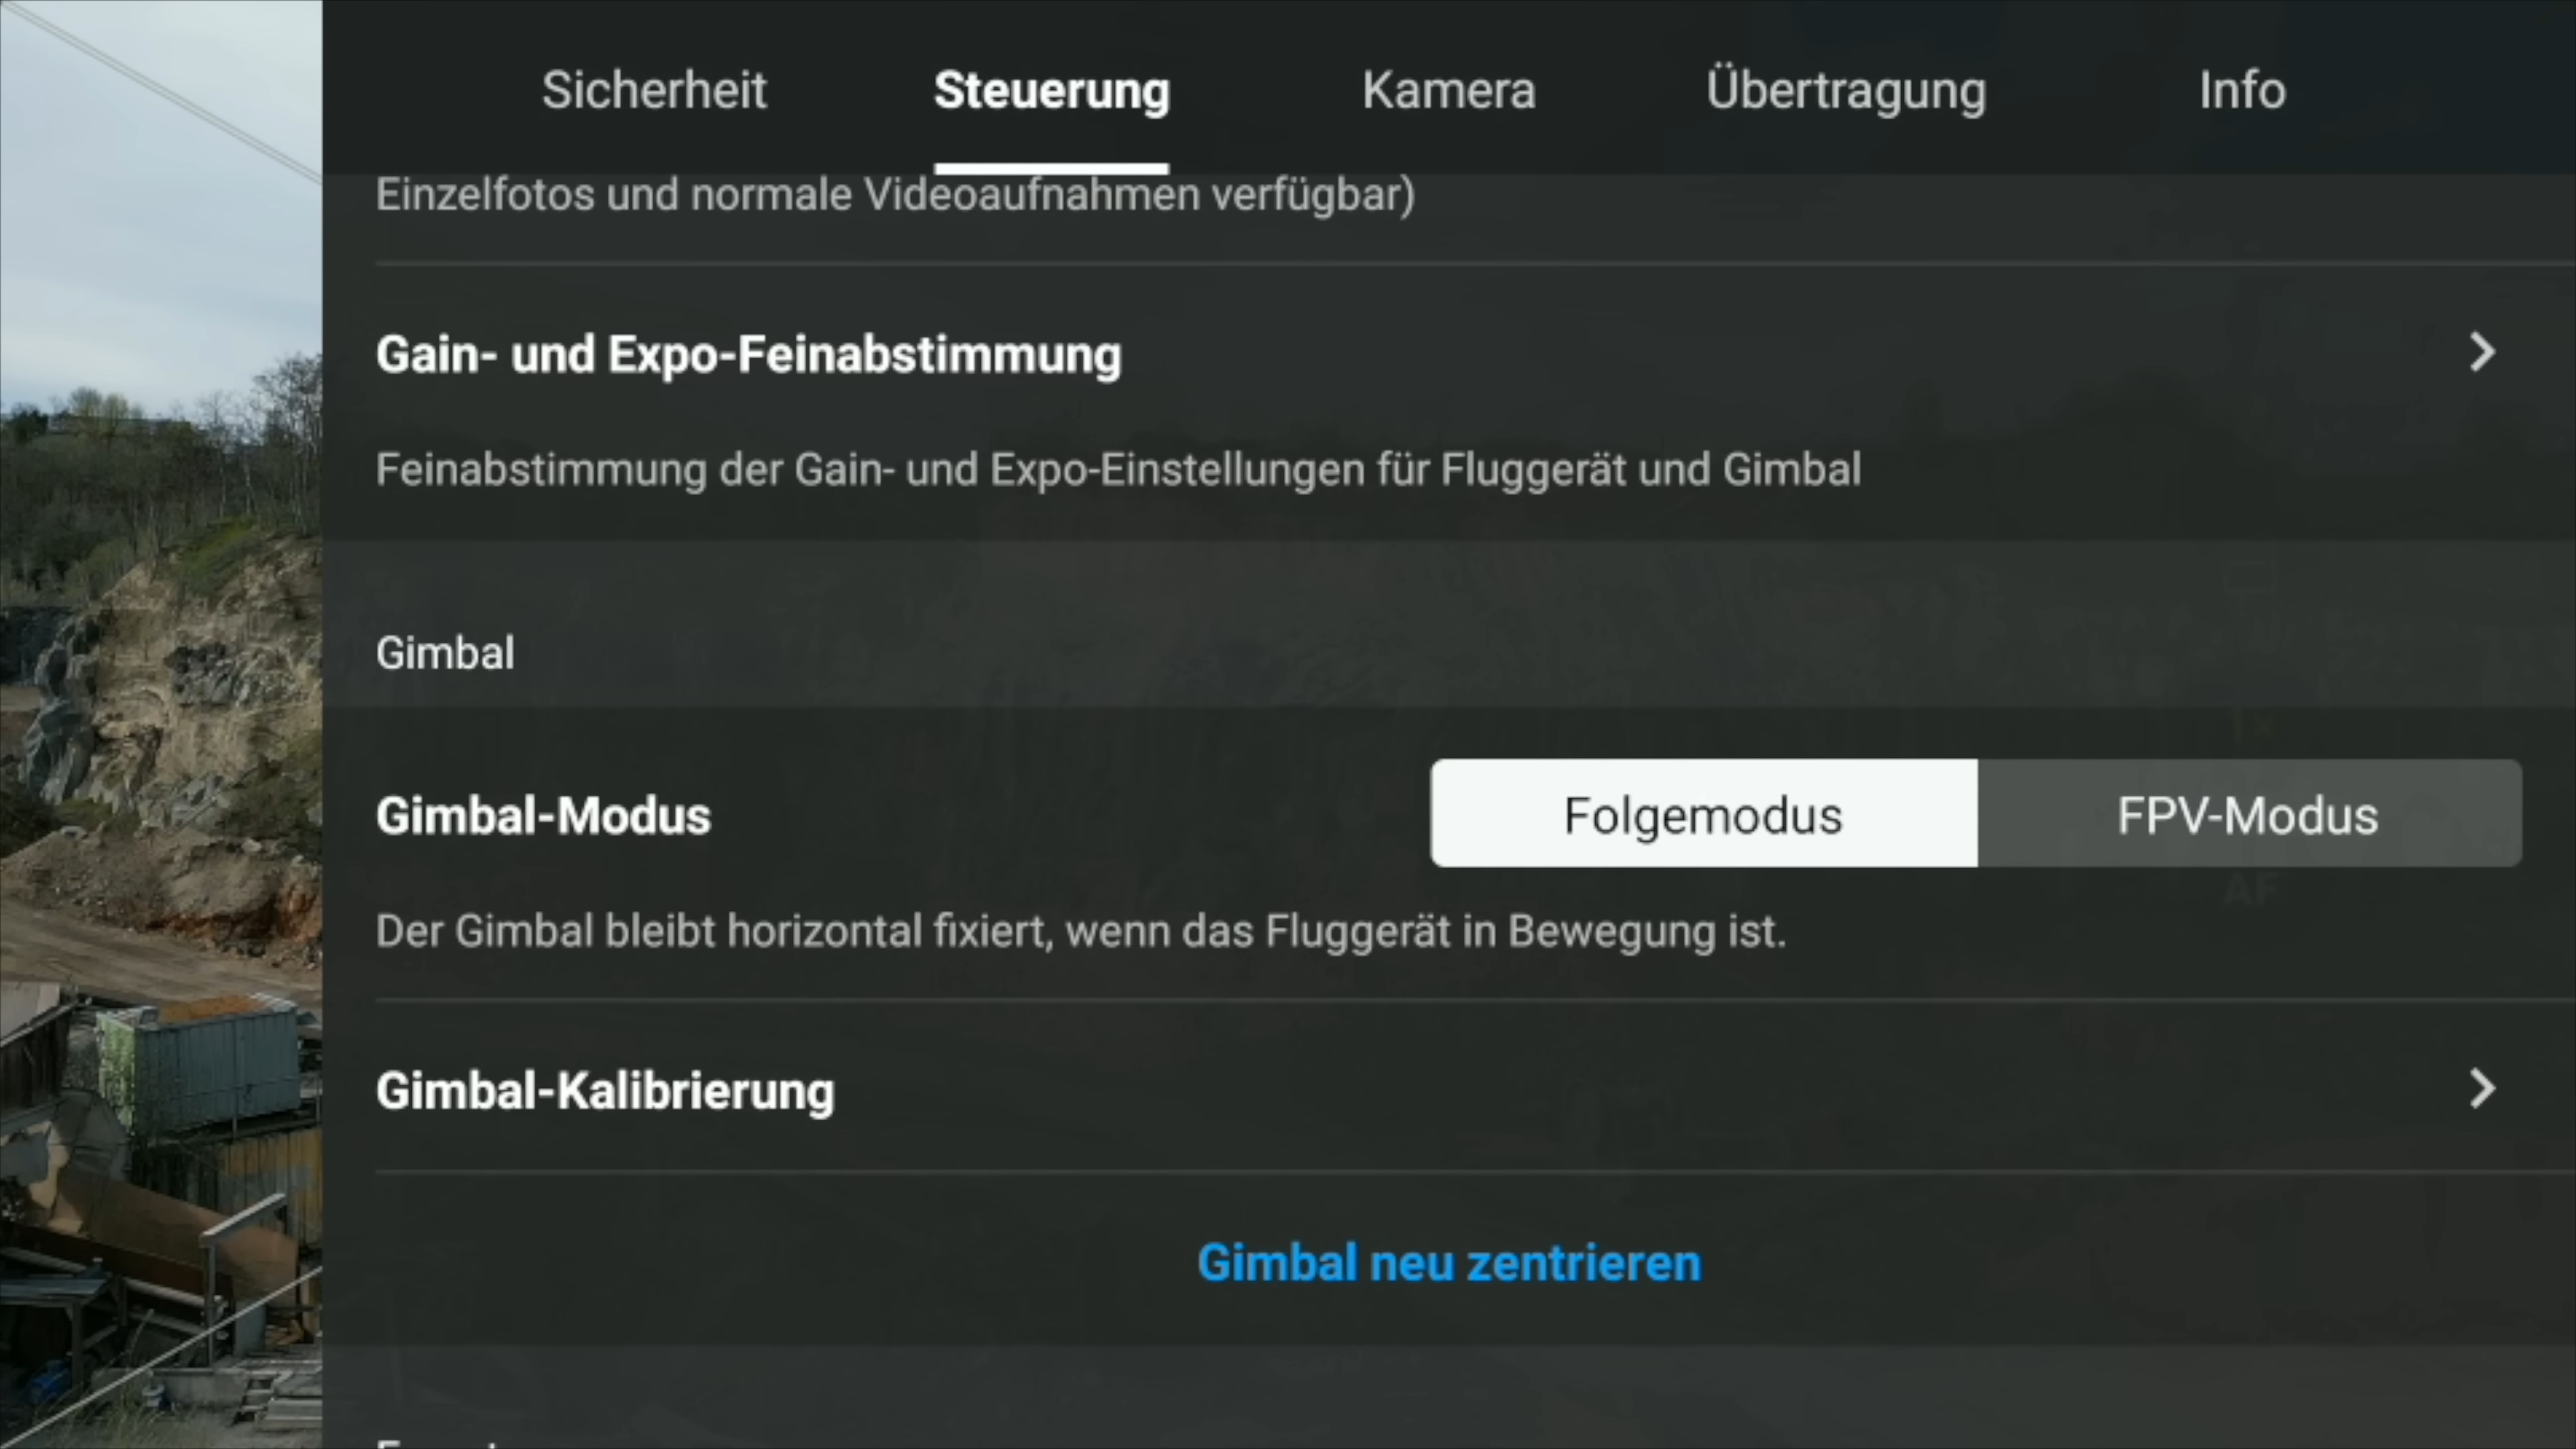 Sicherheit
Steuerung
Kamera
Übertragung
Info
Einzelfotos und normale Videoaufnahmen verfügbar)
Gain- und Expo-Feinabstimmung
Feinabstimmung der Gain- und Expo-Einstellungen für Fluggerät und Gimbal
Gimbal
Gimbal-Modus
Folgemodus
FPV-Modus
AF
Der Gimbal bleibt horizontal fixiert, wenn das Fluggerät in Bewegung ist.
Gimbal-Kalibrierung
Gimbal neu zentrieren